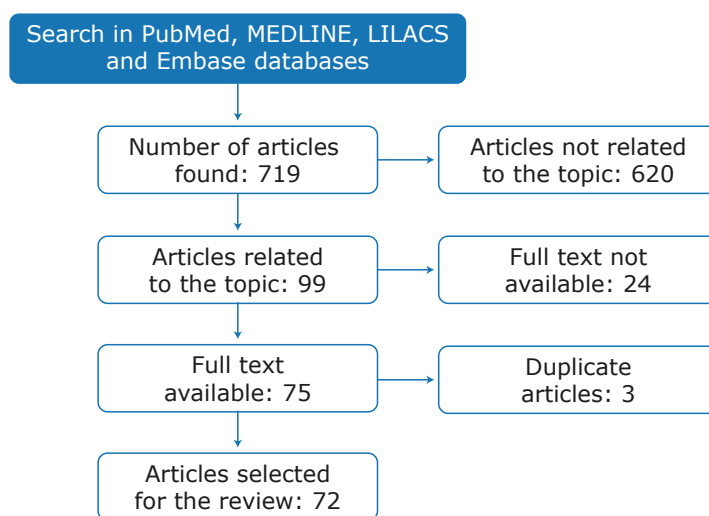 Search in PubMed, MEDLINE, LILACS
and Embase databases
Number of articles
found: 719
Articles not related
to the topic: 620
Articles related
to the topic: 99
Full text not
available: 24
Full text
available: 75
Duplicate
articles: 3
Articles selected
for the review: 72